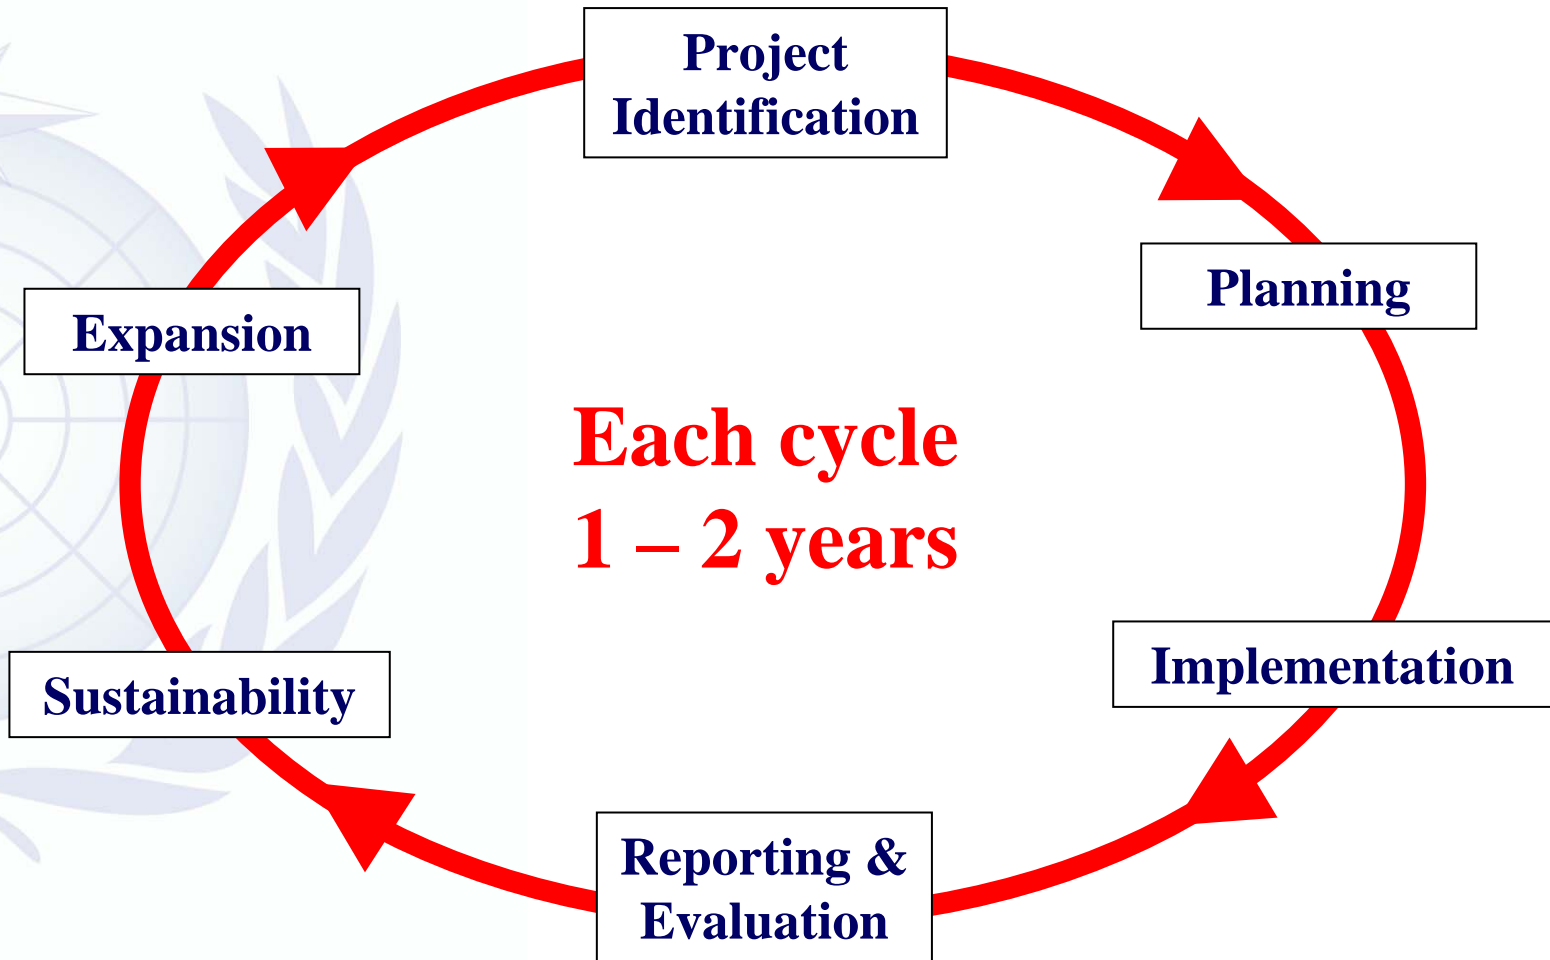 Project
Identification
Planning
Expansion
Each cycle
1 – 2 years
Implementation
Sustainability
Reporting &
Evaluation